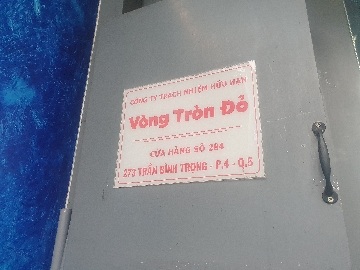 CÔNG TY TRÁCH NHIỆM HỮU HẠN
Vòng Tròn Đỏ
CỬA HÀNG SỐ 284
273 TRẦN BÌNH TRỌNG - P.4 - Q.5